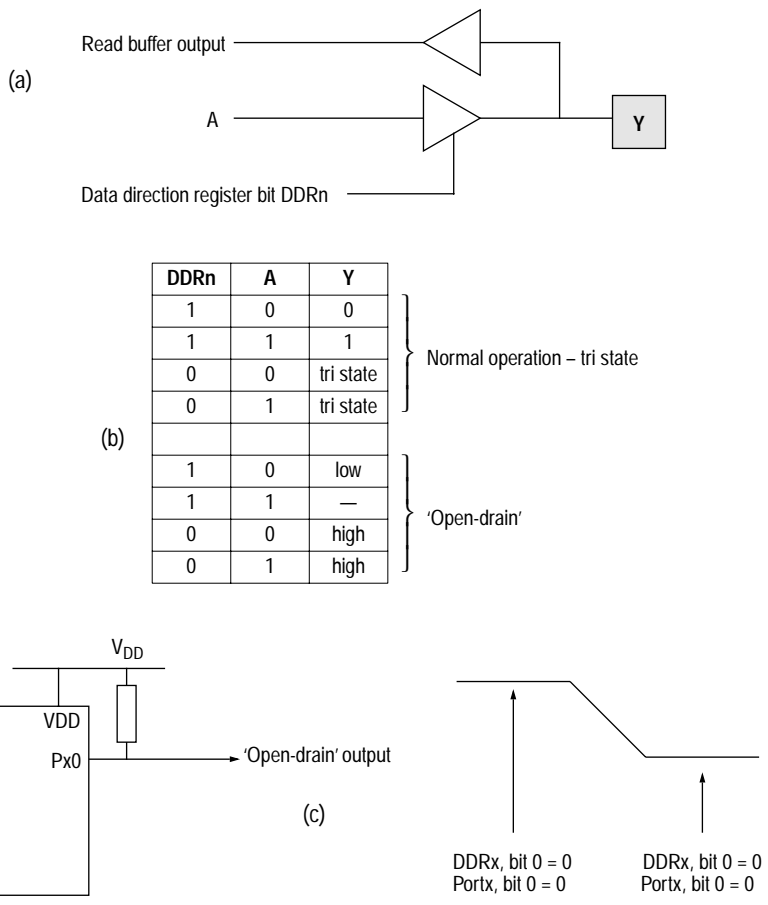 Read buffer output
(a)
A
Y
Data direction register bit DDRn
DDRn A Y
1 0 0
1 1 1
0 0 tri state
0 1 tri state
Normal operation – tri state
(b)
1 0 low
1 1 —
0 0 high
0 1 high
'Open-drain'
VDD
VDD
Px0
'Open-drain' output
(c)
DDRx, bit 0 = 0
Portx, bit 0 = 0
DDRx, bit 0 = 0
Portx, bit 0 = 0